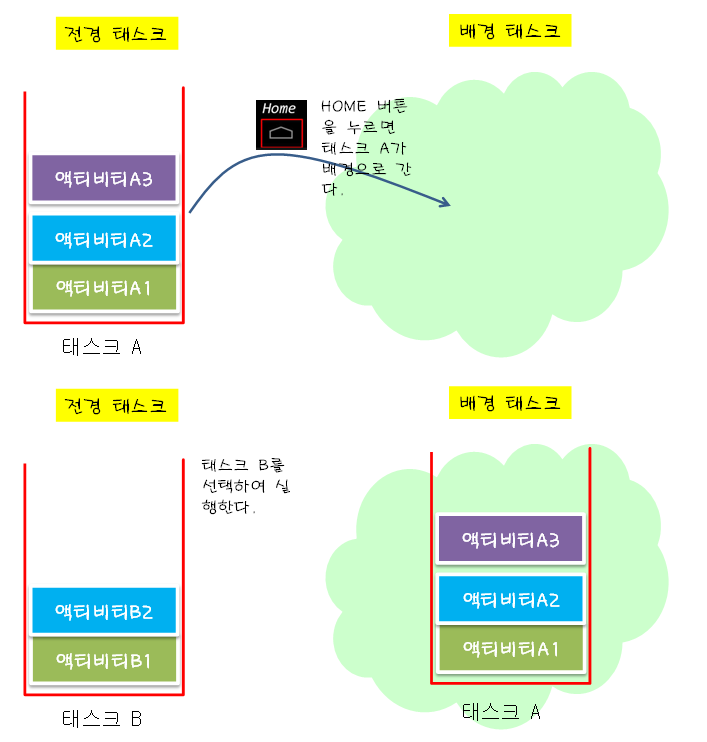 전경 태스크
배경 태스크
Home
HOME 버튼
을 누르면
태스크 A가
배경으로 간
다.
액티비티A3
액티비티A2
액티비티A1
태스크 A
전경 태스크
배경 태스크
태스크 B를
선택하여 실
행한다.
액티비티B2
액티비티B1
태스크 B
액티비티A3
액티비티A2
액티비티A1
태스크 A